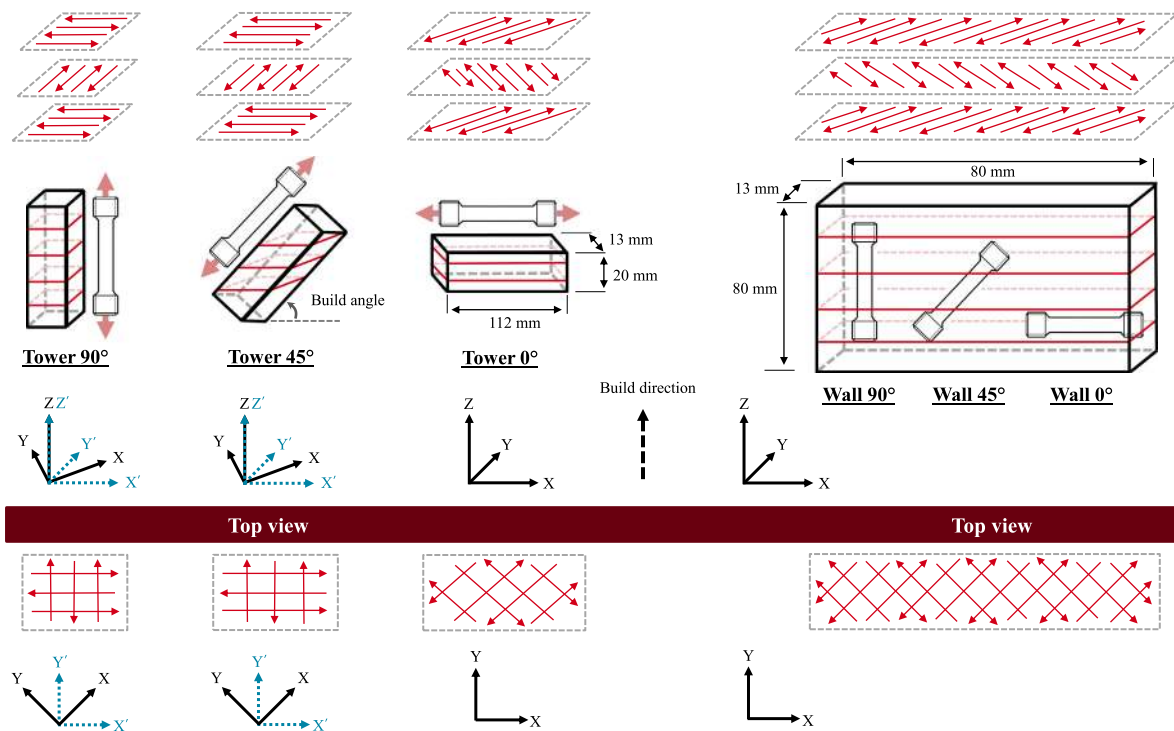 80 mm
13 mm
13 mm
20 mm
80 mm
Build angle
112 mm
Tower 90°
Tower 45°
Tower 0°
Build direction
Wall 90°
Wall 45°
Wall 0°
Z Z′
Y
Y′
X
X′
Z Z′
Y
Y′
X
X′
Z
Y
X
Z
Y
X
Top view
Top view
Y
Y′
X
X′
Y
Y′
X
X′
Y
X
Y
X